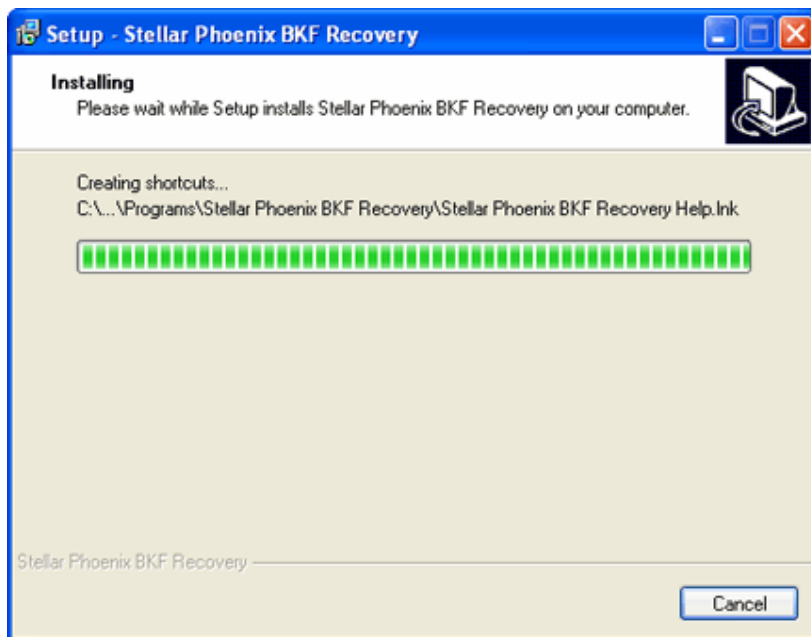 Setup - Stellar Phoenix BKF Recovery
Installing
Please wait while Setup installs Stellar Phoenix BKF Recovery on your computer.
Creating shortcuts...
C:\...\Programs\Stellar Phoenix BKF Recovery\Stellar Phoenix BKF Recovery Help.lnk
Stellar Phoenix BKF Recovery
Cancel